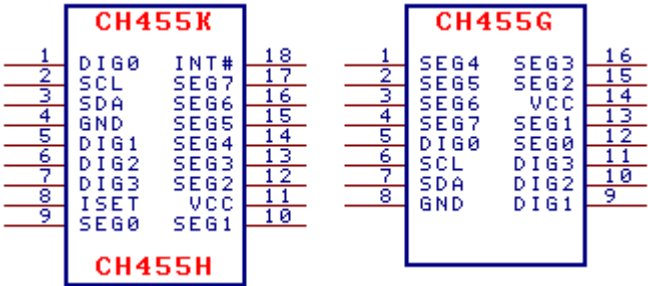 CH455K CH455G
1 DIG0 INT# 18 1 SEG4 SEG3 16
2 SCL SEG7 17 2 SEG5 SEG2 15
3 SDA SEG6 16 3 SEG6 VCC 14
4 GND SEG5 15 4 SEG7 SEG1 13
5 DIG1 SEG4 14 5 DIG0 SEG0 12
6 DIG2 SEG3 13 6 SCL DIG3 11
7 DIG3 SEG2 12 7 SDA DIG2 10
8 ISET VCC 11 8 GND DIG1 9
9 SEG0 SEG1 10
CH455H